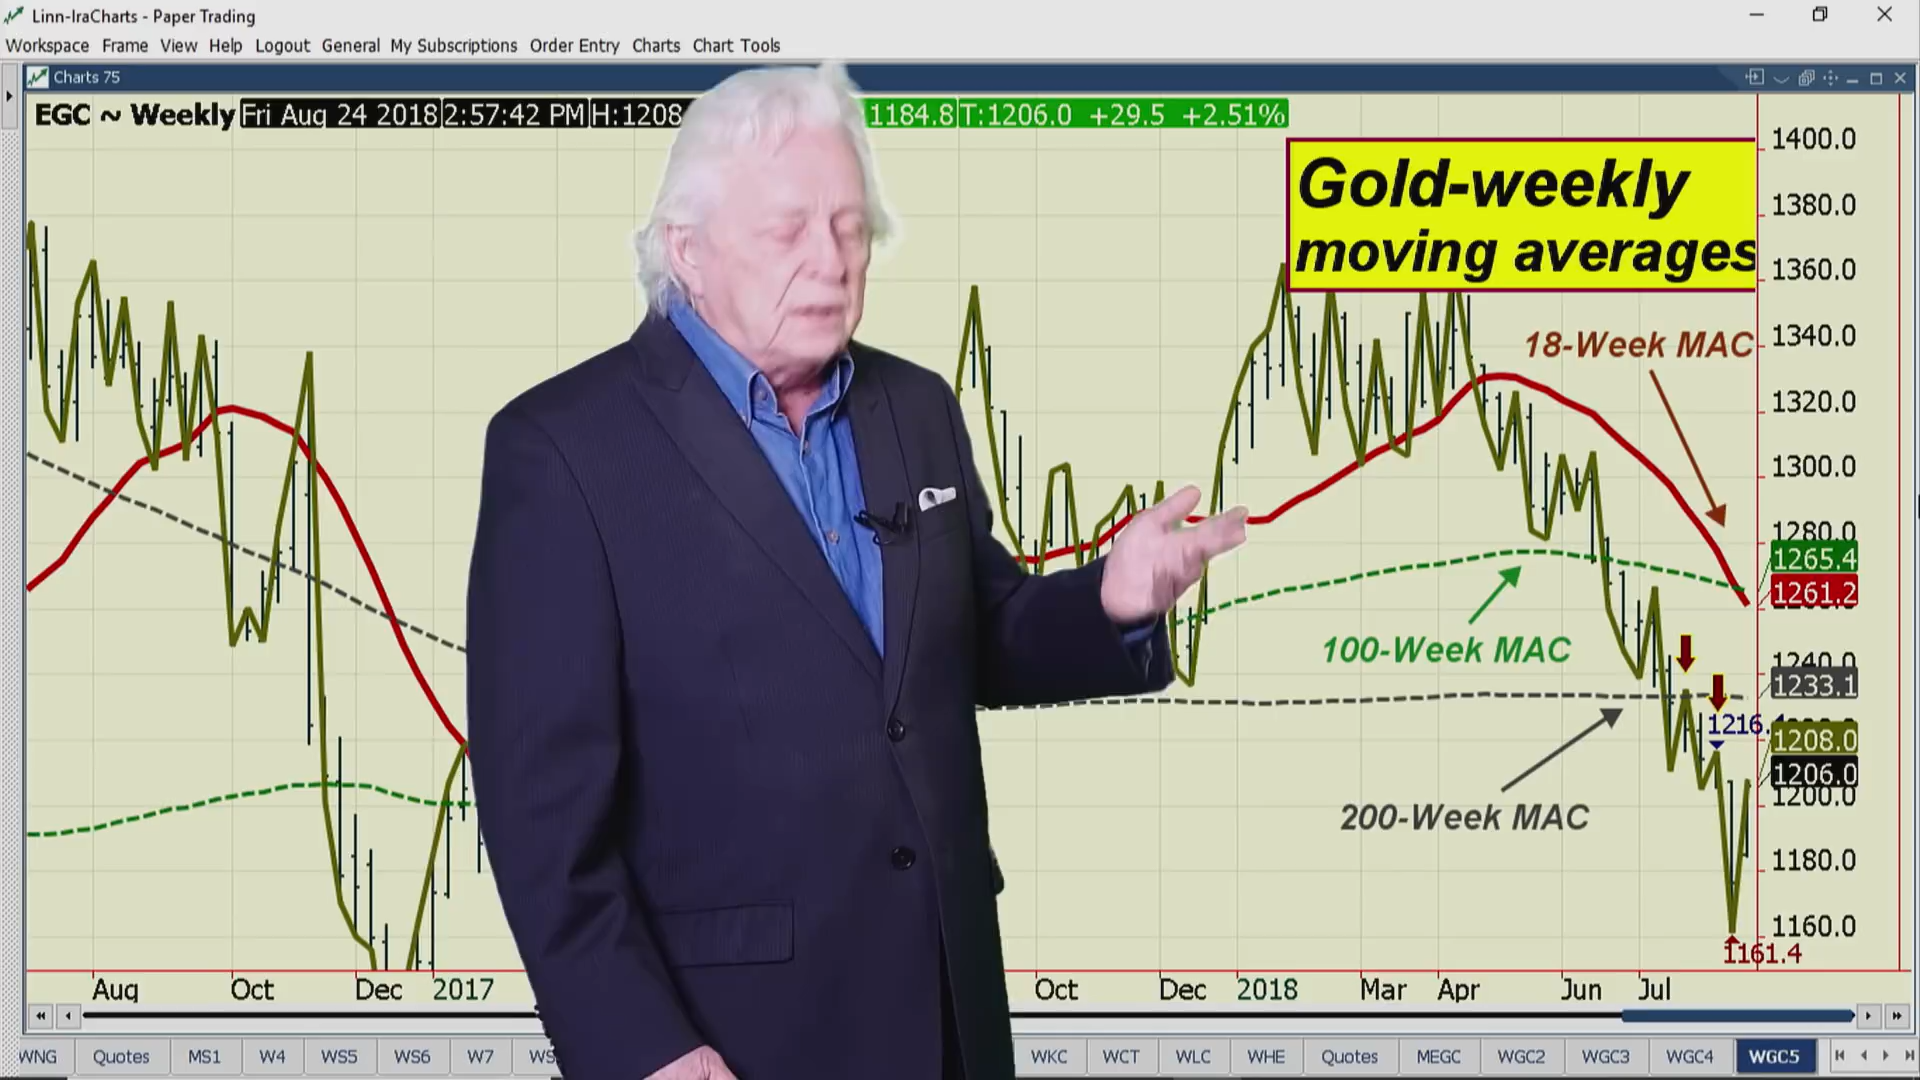 Linn-IraCharts - Paper Trading
Workspace Frame View Help Logout General My Subscriptions Order Entry Charts Chart Tools
Charts 75
EGC ~ Weekly Fri Aug 24 2018 2:57:42 PM H:1208 1184.8 T:1206.0 +29.5 +2.51%
Gold-weekly
moving averages
18-Week MAC
100-Week MAC
200-Week MAC
1400.0
1380.0
1360.0
1340.0
1320.0
1300.0
1280.0
1265.4
1261.2
1240.0
1233.1
1216.
1208.0
1206.0
1200.0
1180.0
1160.0
1161.4
Aug Oct Dec 2017 Oct Dec 2018 Mar Apr Jun Jul
WNG Quotes MS1 W4 WS5 WS6 W7 WKC WCT WLC WHE Quotes MEGC WGC2 WGC3 WGC4 WGC5